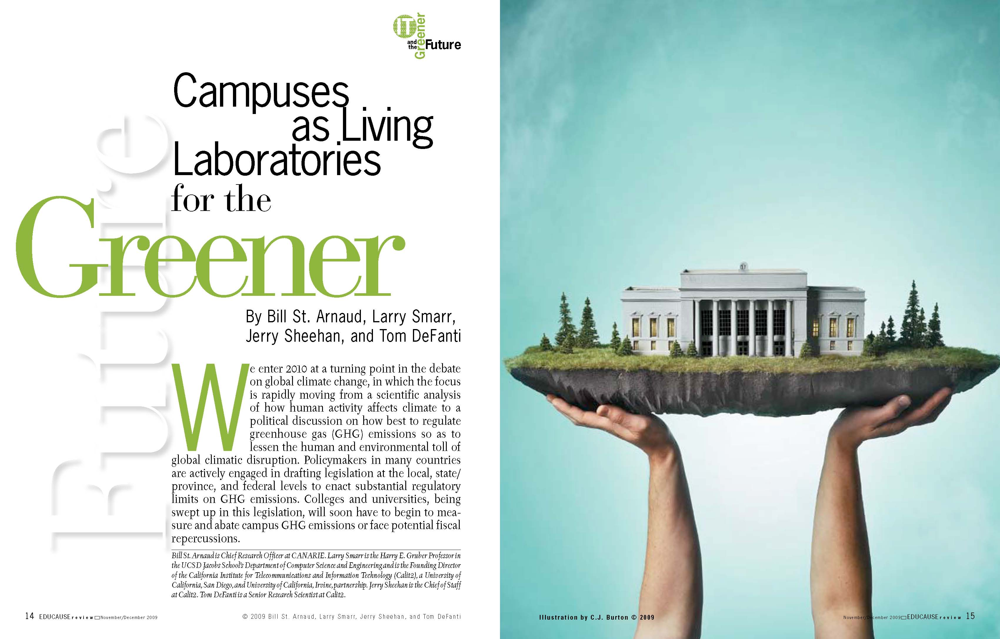 IT
and
the
Greener
Future
Campuses
as Living
Laboratories
for the
Greener
Future
By Bill St. Arnaud, Larry Smarr,
Jerry Sheehan, and Tom DeFanti
We enter 2010 at a turning point in the debate
on global climate change, in which the focus
is rapidly moving from a scientific analysis
of how human activity affects climate to a
political discussion on how best to regulate
greenhouse gas (GHG) emissions so as to
lessen the human and environmental toll of
global climatic disruption. Policymakers in many countries
are actively engaged in drafting legislation at the local, state/
province, and federal levels to enact substantial regulatory
limits on GHG emissions. Colleges and universities, being
swept up in this legislation, will soon have to begin to mea-
sure and abate campus GHG emissions or face potential fiscal
repercussions.
Bill St. Arnaud is Chief Research Officer at CANARIE. Larry Smarr is the Harry E. Gruber Professor in
the UCSD Jacobs School's Department of Computer Science and Engineering and is the Founding Director
of the California Institute for Telecommunications and Information Technology (Calit2), a University of
California, San Diego, and University of California, Irvine, partnership. Jerry Sheehan is the Chief of Staff
at Calit2. Tom DeFanti is a Senior Research Scientist at Calit2.
14 EDUCAUSE review □ November/December 2009
© 2009 Bill St. Arnaud, Larry Smarr, Jerry Sheehan, and Tom DeFanti
Illustration by C.J. Burton © 2009
November/December 2009 □ EDUCAUSE review 15